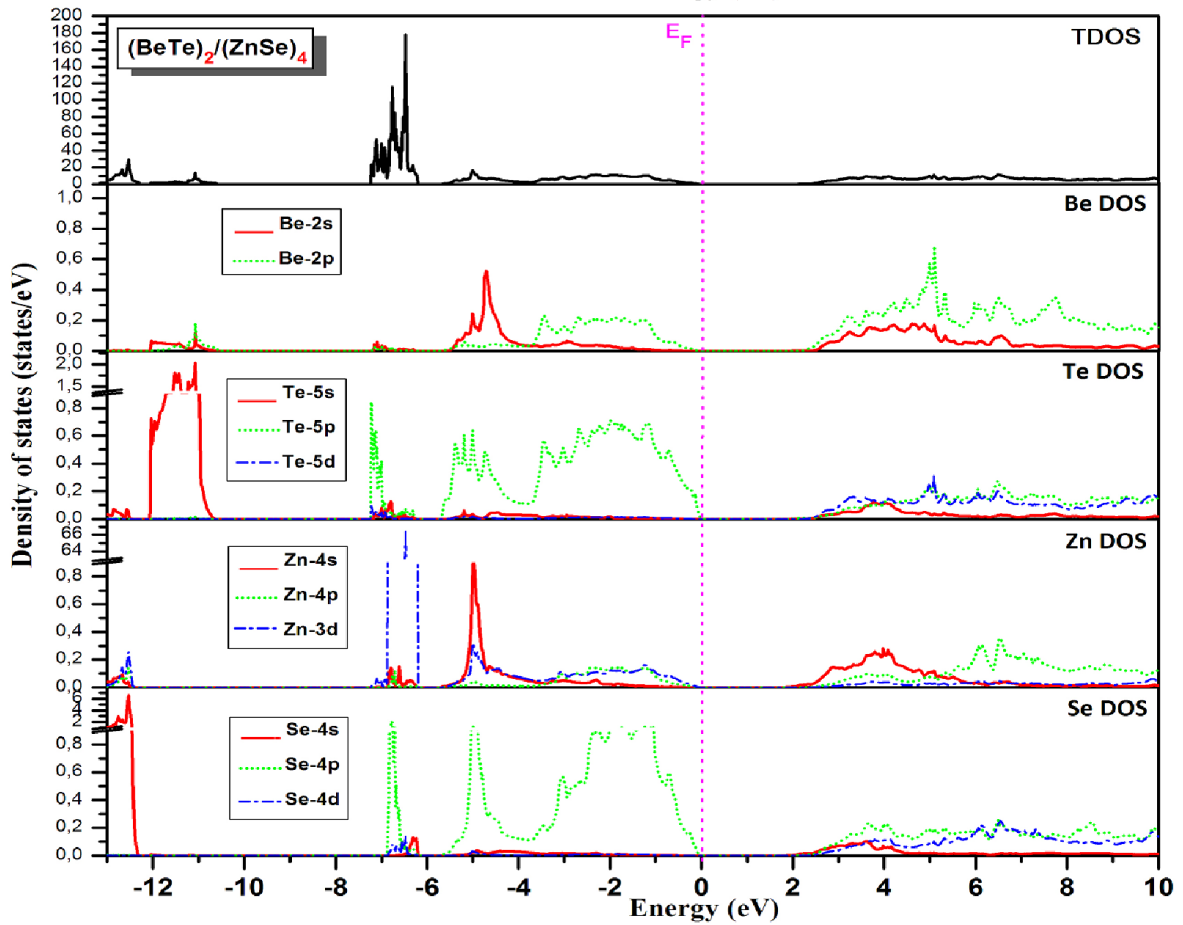 (BeTe)2/(ZnSe)4
EF
TDOS
200
180
160
140
120
100
80
60
40
20
0
Be DOS
Be-2s
Be-2p
1,0
0,8
0,6
0,4
0,2
0,0
Te DOS
Te-5s
Te-5p
Te-5d
2,0
1,5
0,8
0,6
0,4
0,2
0,0
Zn DOS
Zn-4s
Zn-4p
Zn-3d
66
64
0,8
0,6
0,4
0,2
0,0
Se DOS
Se-4s
Se-4p
Se-4d
6
4
2
0,8
0,6
0,4
0,2
0,0
Density of states (states/eV)
-12 -10 -8 -6 -4 -2 0 2 4 6 8 10
Energy (eV)